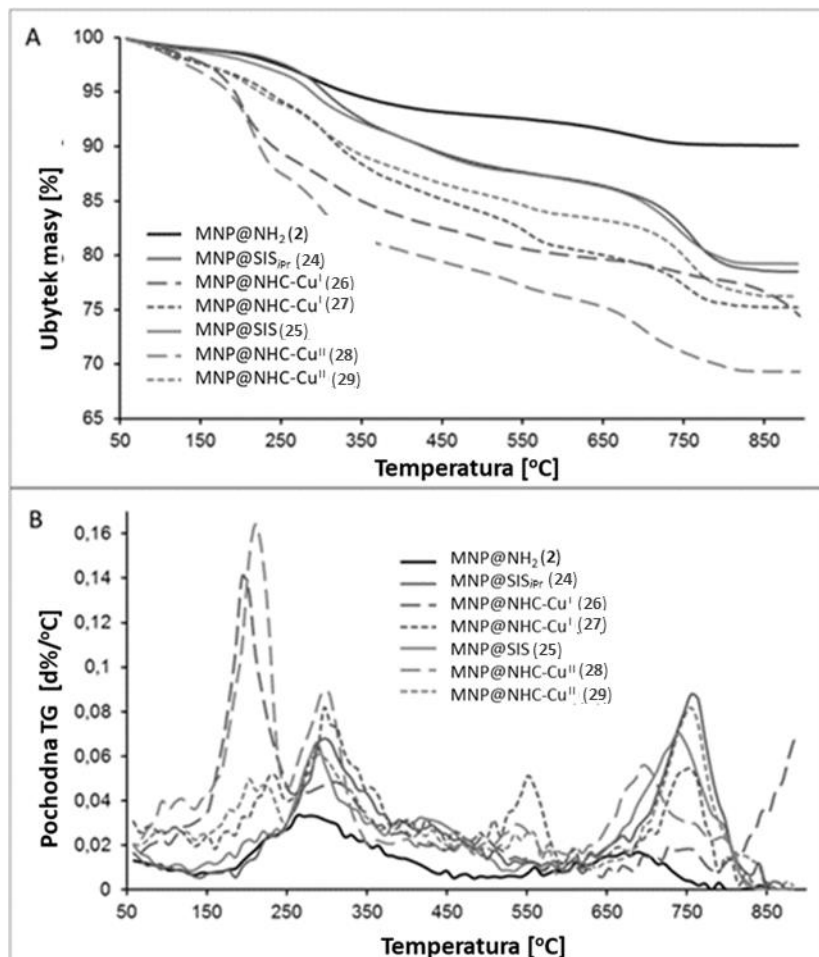 A
Ubytek masy [%]
100
95
90
85
80
75
70
65
MNP@NH₂ (2)
MNP@SISiPr (24)
MNP@NHC-Cuᴵ (26)
MNP@NHC-Cuᴵ (27)
MNP@SIS (25)
MNP@NHC-Cuᴵᴵ (28)
MNP@NHC-Cuᴵᴵ (29)
50 150 250 350 450 550 650 750 850
Temperatura [°C]
B
Pochodna TG [d%/°C]
0,16
0,14
0,12
0,1
0,08
0,06
0,04
0,02
0
MNP@NH₂ (2)
MNP@SISiPr (24)
MNP@NHC-Cuᴵ (26)
MNP@NHC-Cuᴵ (27)
MNP@SIS (25)
MNP@NHC-Cuᴵᴵ (28)
MNP@NHC-Cuᴵᴵ (29)
50 150 250 350 450 550 650 750 850
Temperatura [°C]